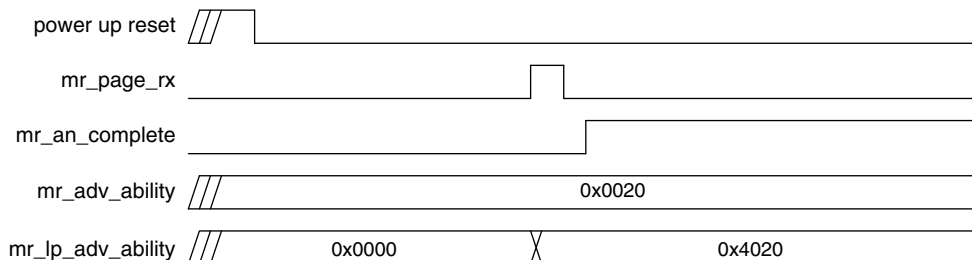 power up reset
mr_page_rx
mr_an_complete
mr_adv_ability 0x0020
mr_lp_adv_ability 0x0000 0x4020